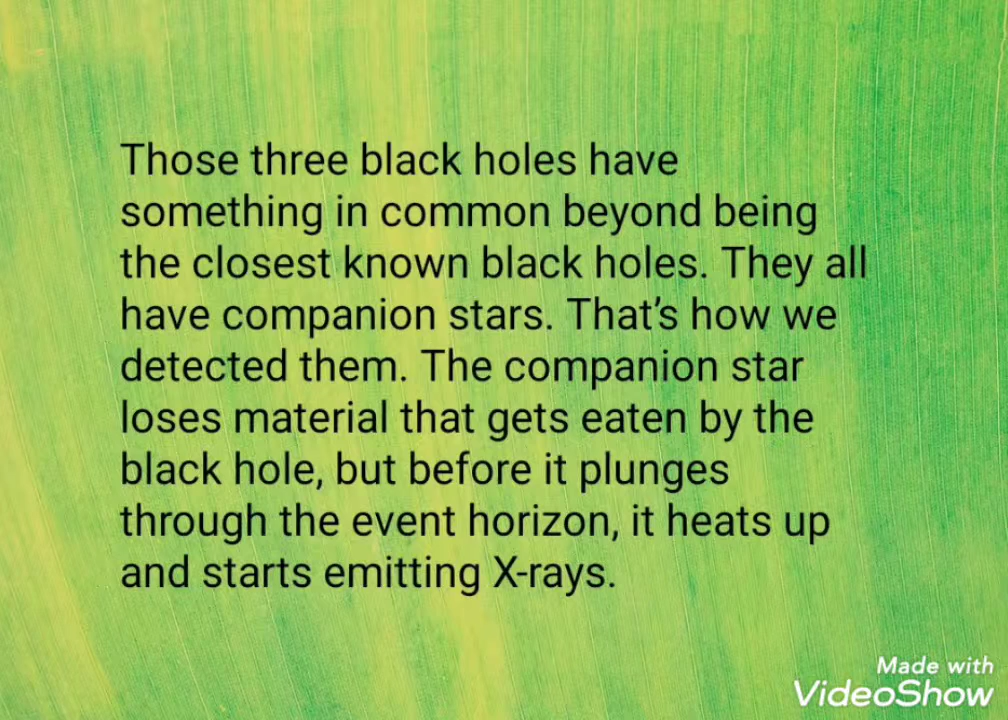 Those three black holes have
something in common beyond being
the closest known black holes. They all
have companion stars. That's how we
detected them. The companion star
loses material that gets eaten by the
black hole, but before it plunges
through the event horizon, it heats up
and starts emitting X-rays.
Made with
VideoShow